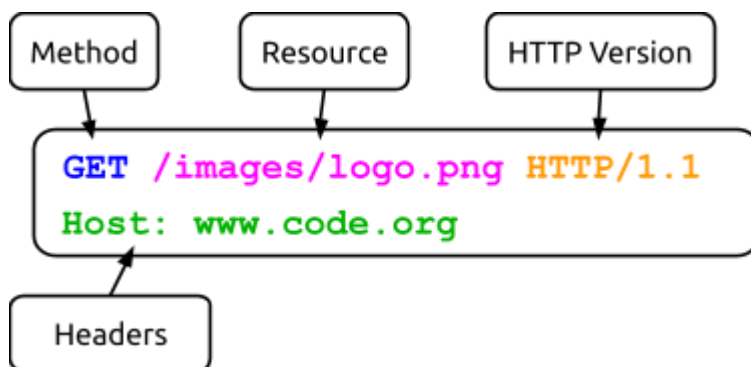 Method Resource HTTP Version
GET /images/logo.png HTTP/1.1
Host: www.code.org
Headers